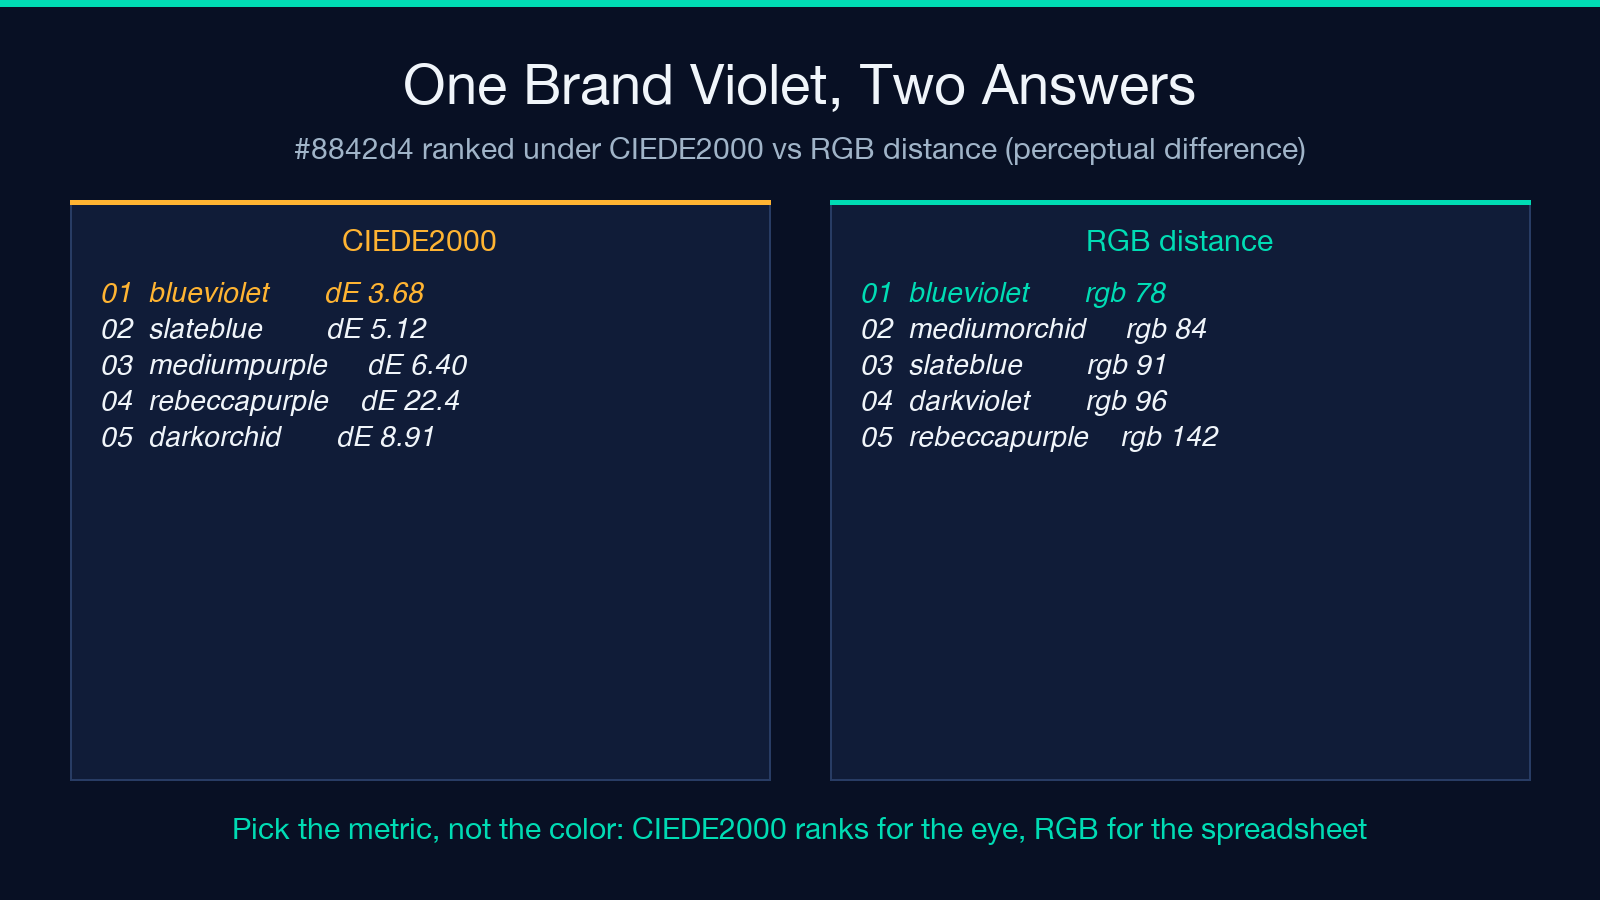 One Brand Violet, Two Answers
#8842d4 ranked under CIEDE2000 vs RGB distance (perceptual difference)
CIEDE2000
01 blueviolet dE 3.68
02 slateblue dE 5.12
03 mediumpurple dE 6.40
04 rebeccapurple dE 22.4
05 darkorchid dE 8.91
RGB distance
01 blueviolet rgb 78
02 mediumorchid rgb 84
03 slateblue rgb 91
04 darkviolet rgb 96
05 rebeccapurple rgb 142
Pick the metric, not the color: CIEDE2000 ranks for the eye, RGB for the spreadsheet